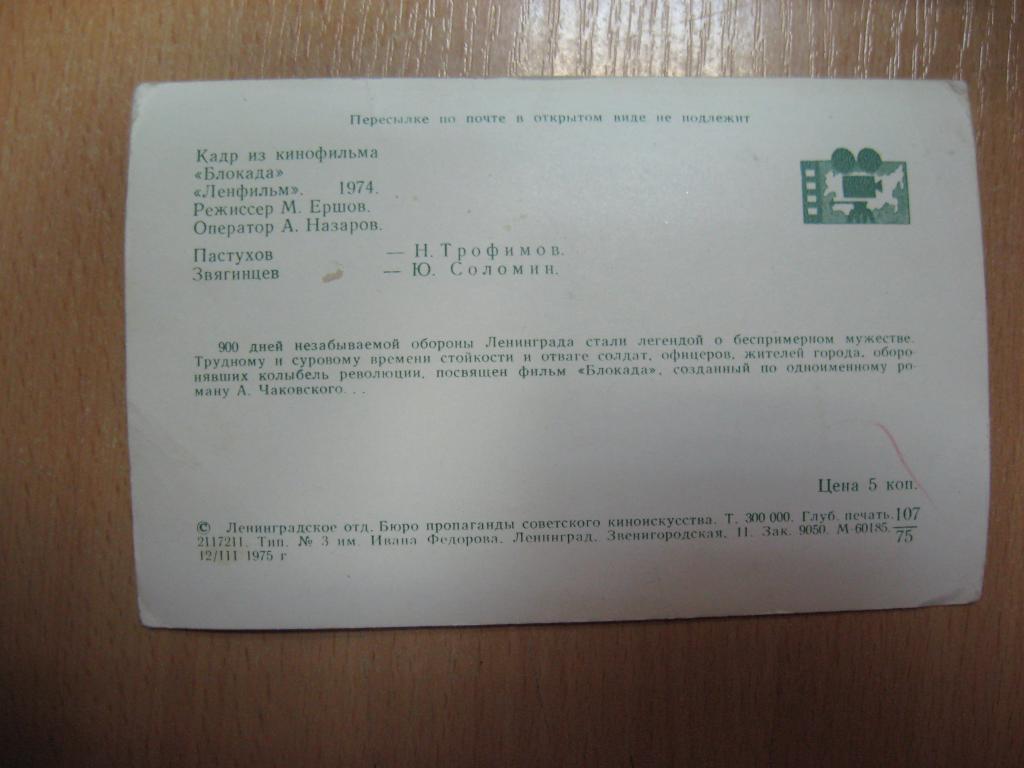 Пересылке по почте в открытом виде не подлежит
Кадр из кинофильма
«Блокада»
«Ленфильм». 1974.
Режиссер М. Ершов.
Оператор А. Назаров.
Пастухов — Н. Трофимов.
Звягинцев — Ю. Соломин.
900 дней незабываемой обороны Ленинграда стали легендой о беспримерном мужестве.
Трудному и суровому времени стойкости и отваге солдат, офицеров, жителей города, оборо-
нявших колыбель революции, посвящен фильм «Блокада», созданный по одноименному ро-
ману А. Чаковского. . .
Цена 5 коп.
© Ленинградское отд. Бюро пропаганды советского киноискусства. Т. 300 000. Глуб. печать. 107
2117211. Тип. № 3 им. Ивана Федорова, Ленинград, Звенигородская, 11. Зак. 9050. М-60185. 75
12/III 1975 г